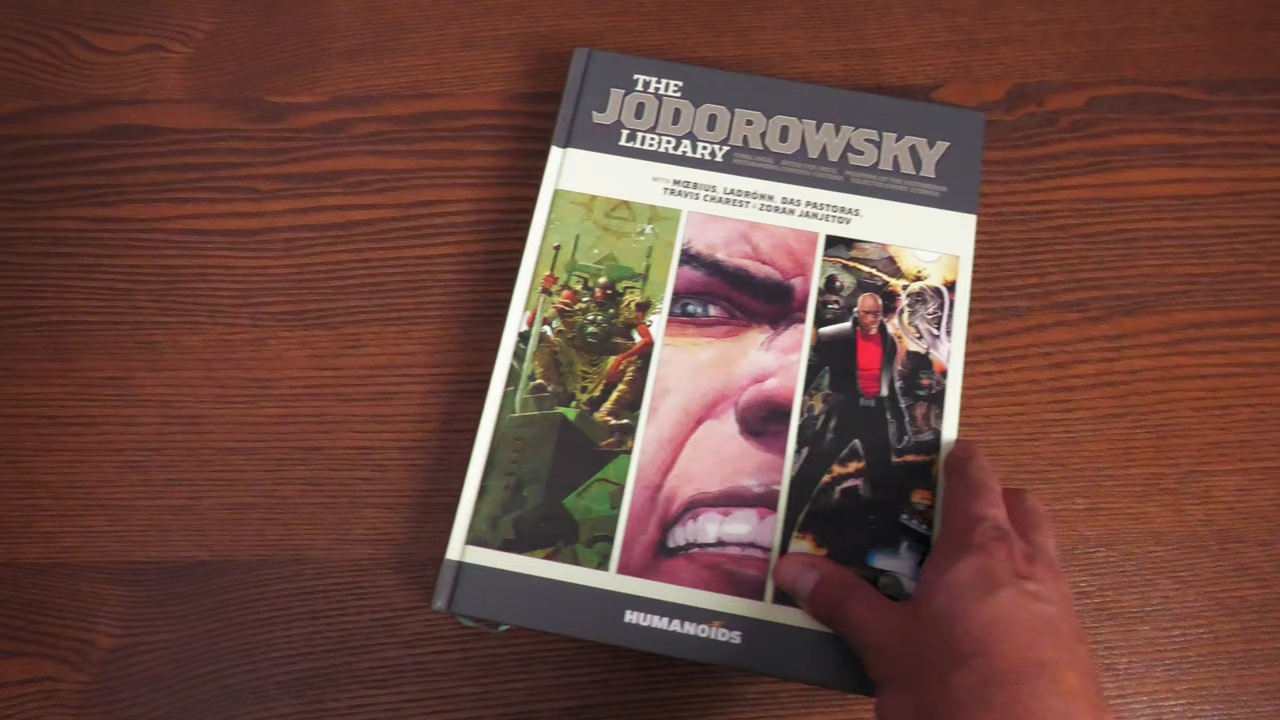 THE
JODOROWSKY
LIBRARY
WITH MŒBIUS, LADRÖNN, DAS PASTORAS,
TRAVIS CHAREST & ZORAN JANJETOV
HUMANOIDS